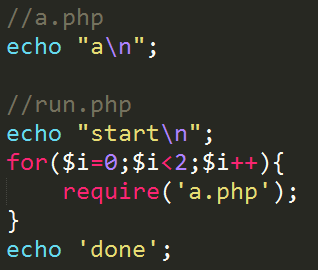 //a.php
echo "a\n";

//run.php
echo "start\n";
for($i=0;$i<2;$i++){
    require('a.php');
}
echo 'done';